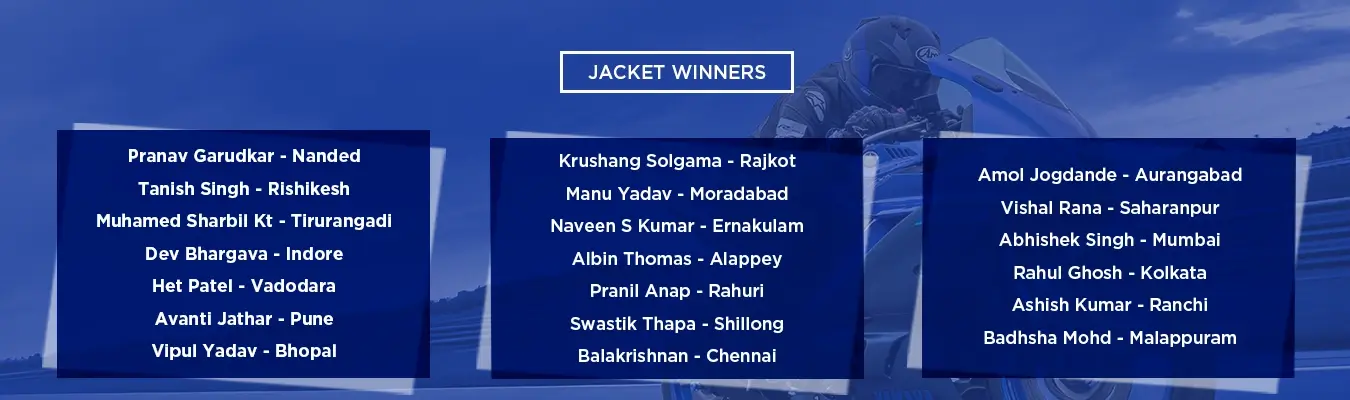 JACKET WINNERS
Pranav Garudkar - Nanded
Tanish Singh - Rishikesh
Muhamed Sharbil Kt - Tirurangadi
Dev Bhargava - Indore
Het Patel - Vadodara
Avanti Jathar - Pune
Vipul Yadav - Bhopal
Krushang Solgama - Rajkot
Manu Yadav - Moradabad
Naveen S Kumar - Ernakulam
Albin Thomas - Alappey
Pranil Anap - Rahuri
Swastik Thapa - Shillong
Balakrishnan - Chennai
Amol Jogdande - Aurangabad
Vishal Rana - Saharanpur
Abhishek Singh - Mumbai
Rahul Ghosh - Kolkata
Ashish Kumar - Ranchi
Badhsha Mohd - Malappuram